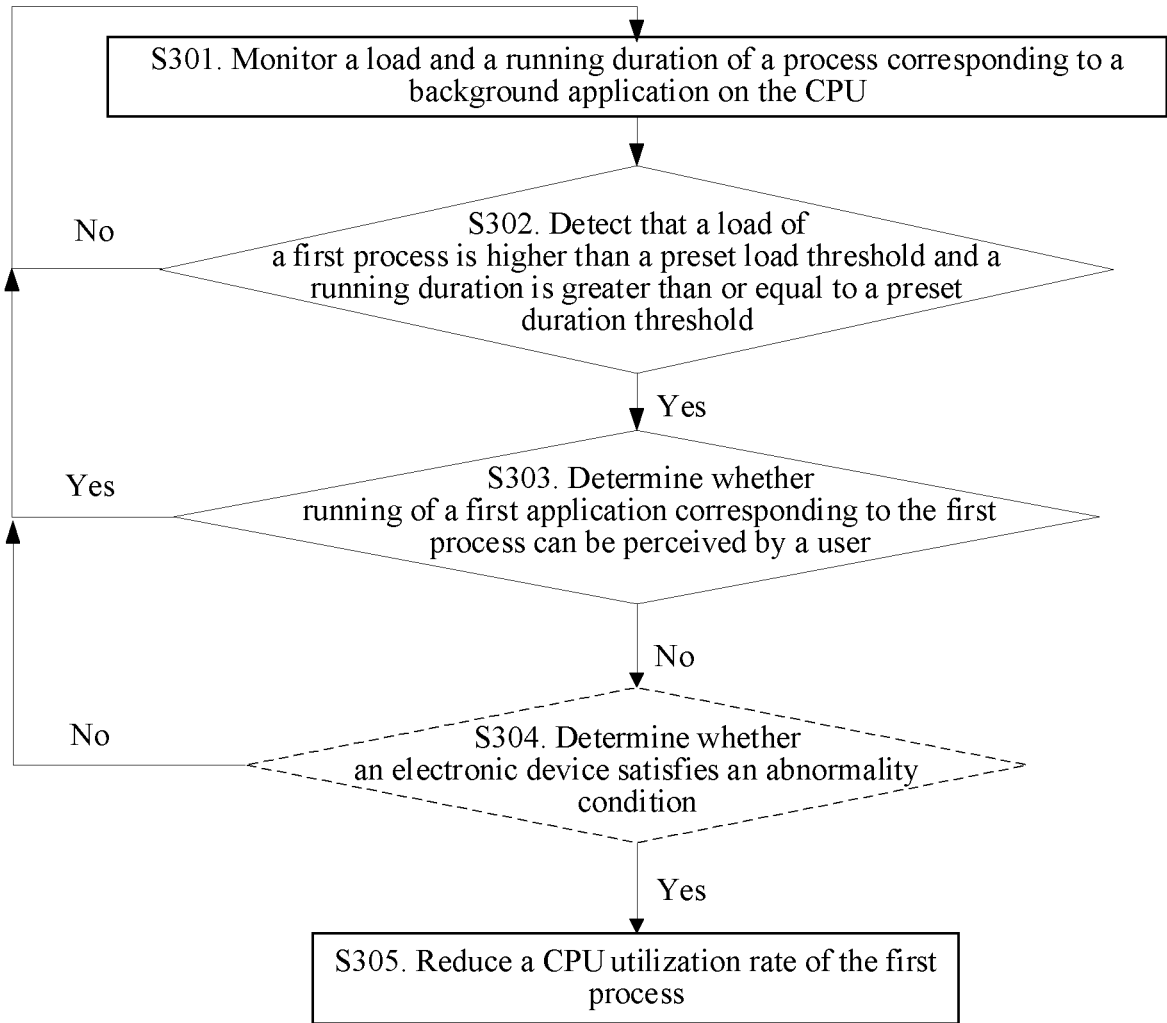 S301. Monitor a load and a running duration of a process corresponding to a
background application on the CPU
No
S302. Detect that a load of
a first process is higher than a preset load threshold and a
running duration is greater than or equal to a preset
duration threshold
Yes
Yes
S303. Determine whether
running of a first application corresponding to the first
process can be perceived by a user
No
No
S304. Determine whether
an electronic device satisfies an abnormality
condition
Yes
S305. Reduce a CPU utilization rate of the first
process